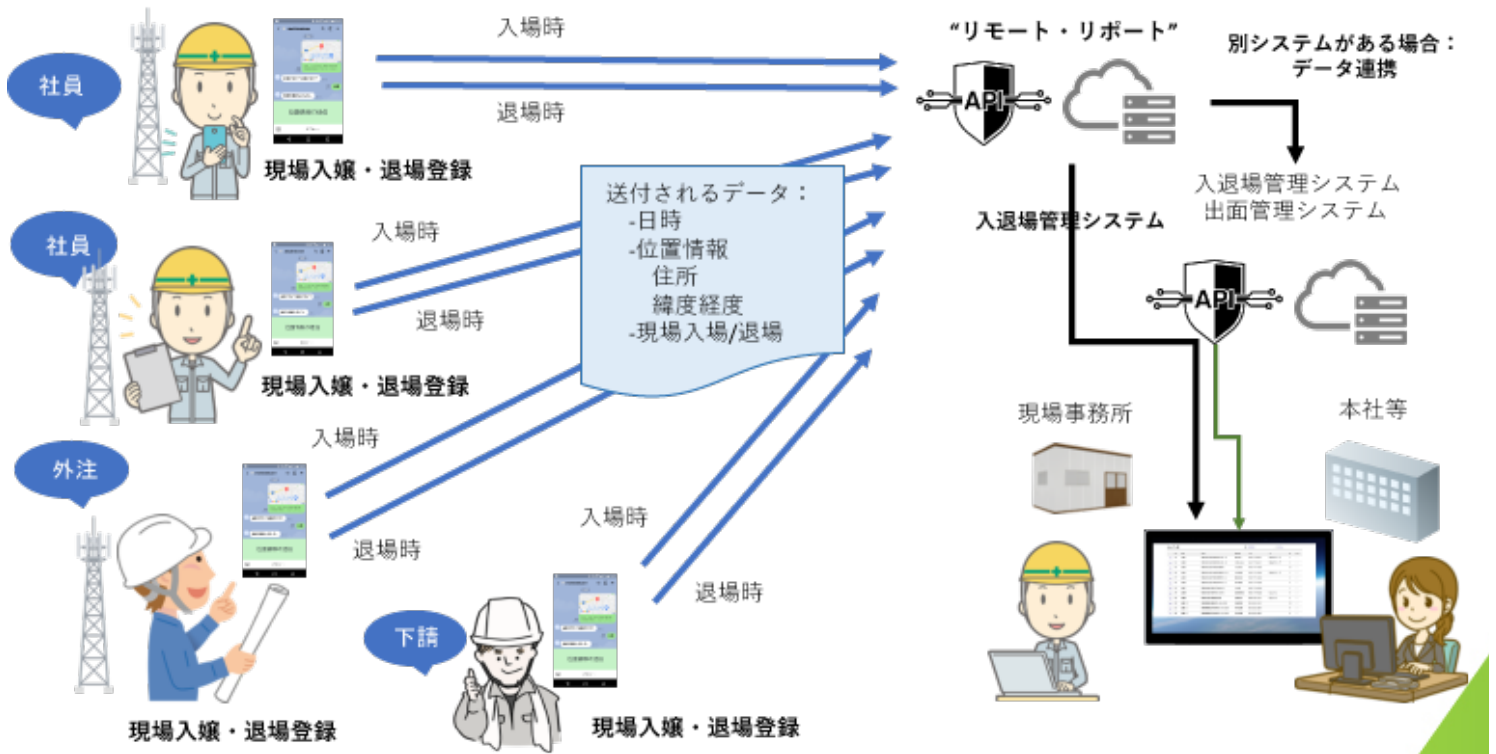 社員
入場時
退場時
現場入嬢・退場登録
社員
入場時
退場時
現場入嬢・退場登録
外注
入場時
退場時
現場入嬢・退場登録
下請
入場時
退場時
現場入嬢・退場登録
送付されるデータ：
-日時
-位置情報
住所
緯度経度
-現場入場/退場
“リモート・リポート”
API
別システムがある場合：
データ連携
入退場管理システム
出面管理システム
入退場管理システム
API
現場事務所
本社等